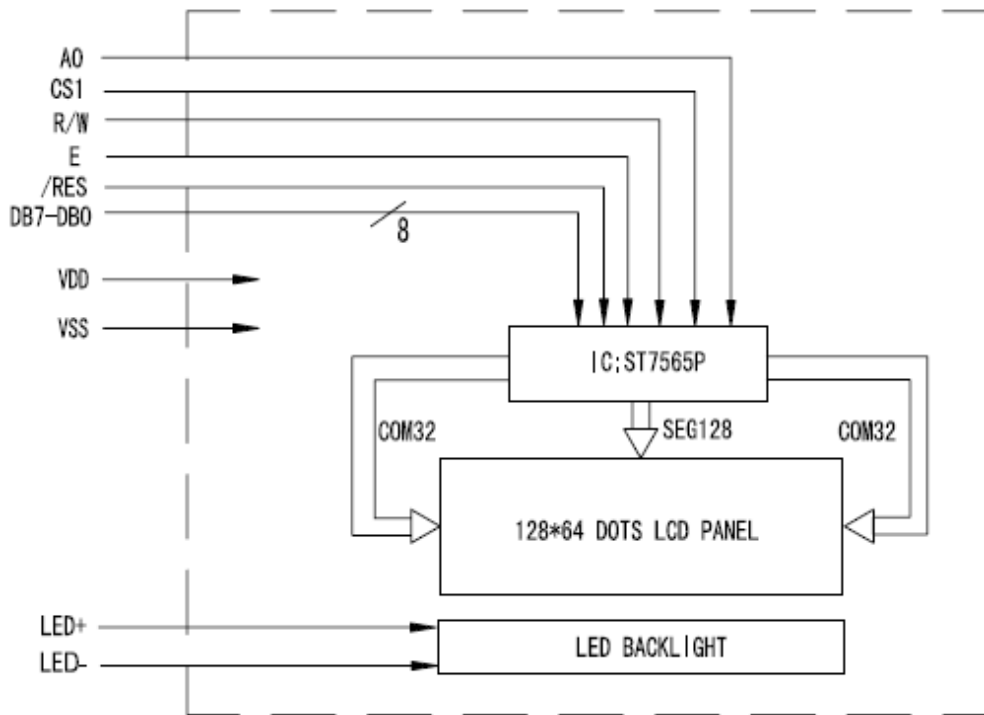 A0
CS1
R/W
E
/RES
DB7-DB0
8
VDD
VSS
IC;ST7565P
COM32
SEG128
COM32
128*64 DOTS LCD PANEL
LED+
LED-
LED BACKLIGHT